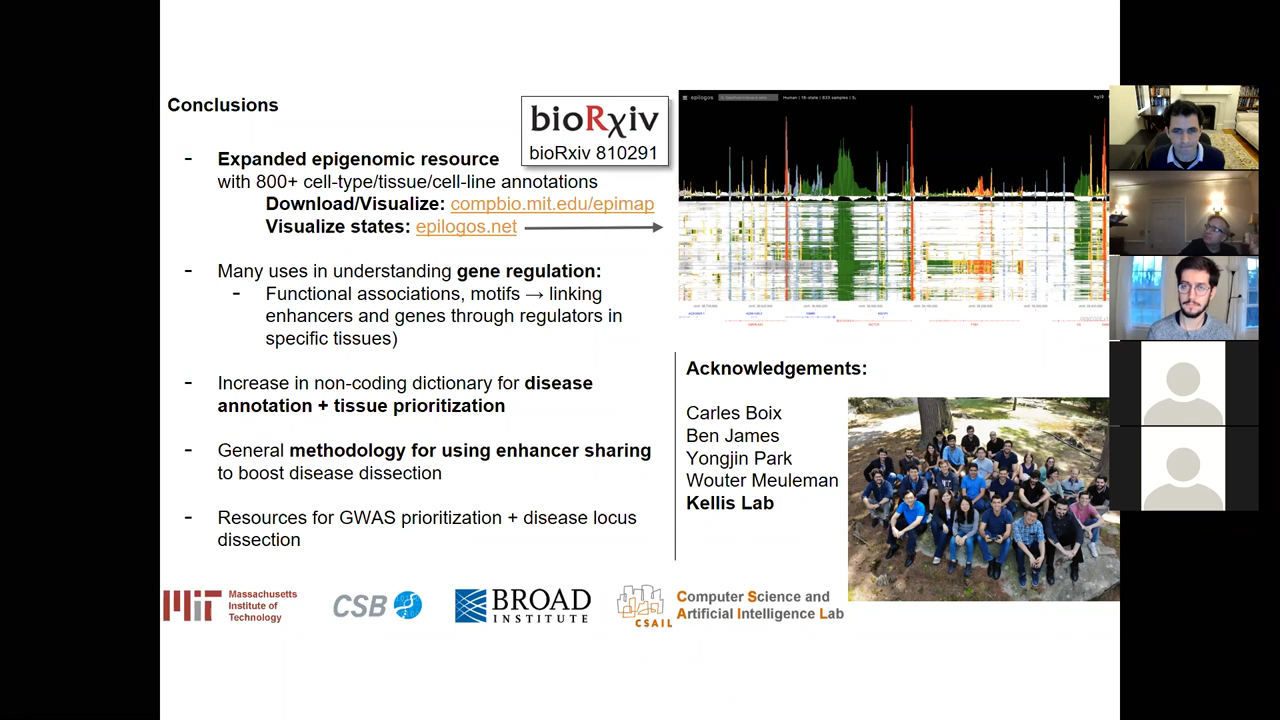 Conclusions
bioRχiv
bioRxiv 810291
- Expanded epigenomic resource
with 800+ cell-type/tissue/cell-line annotations
Download/Visualize: compbio.mit.edu/epimap
Visualize states: epilogos.net
- Many uses in understanding gene regulation:
- Functional associations, motifs → linking
enhancers and genes through regulators in
specific tissues)
- Increase in non-coding dictionary for disease
annotation + tissue prioritization
- General methodology for using enhancer sharing
to boost disease dissection
- Resources for GWAS prioritization + disease locus
dissection
epilogos
hg19
Acknowledgements:
Carles Boix
Ben James
Yongjin Park
Wouter Meuleman
Kellis Lab
MIT
Massachusetts
Institute of
Technology
CSB
BROAD
INSTITUTE
CSAIL
Computer Science and
Artificial Intelligence Lab